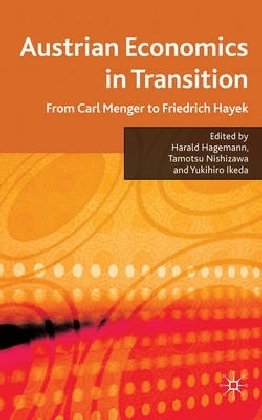 Austrian Economics
in Transition
From Carl Menger to Friedrich Hayek
Edited by
Harald Hagemann,
Tamotsu Nishizawa
and Yukihiro Ikeda